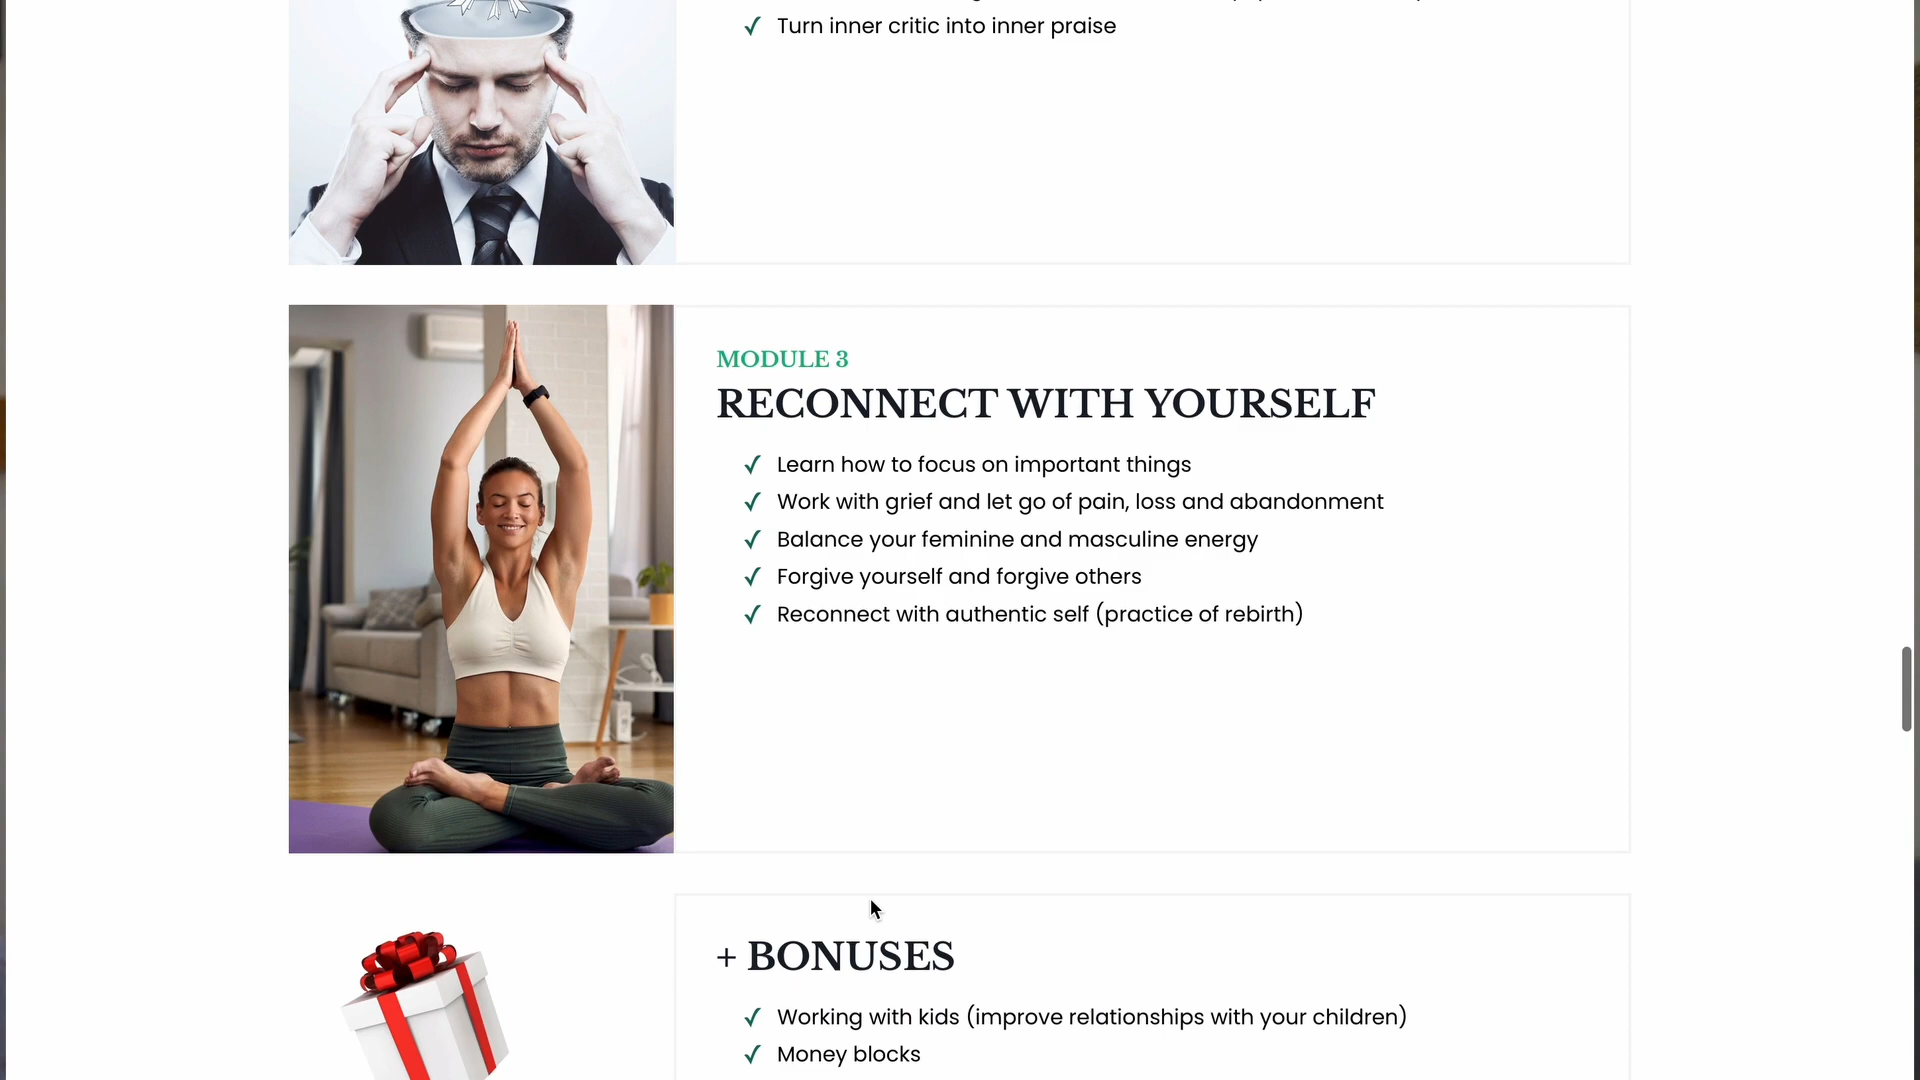 Turn inner critic into inner praise
MODULE 3
RECONNECT WITH YOURSELF
Learn how to focus on important things
Work with grief and let go of pain, loss and abandonment
Balance your feminine and masculine energy
Forgive yourself and forgive others
Reconnect with authentic self (practice of rebirth)
+ BONUSES
Working with kids (improve relationships with your children)
Money blocks